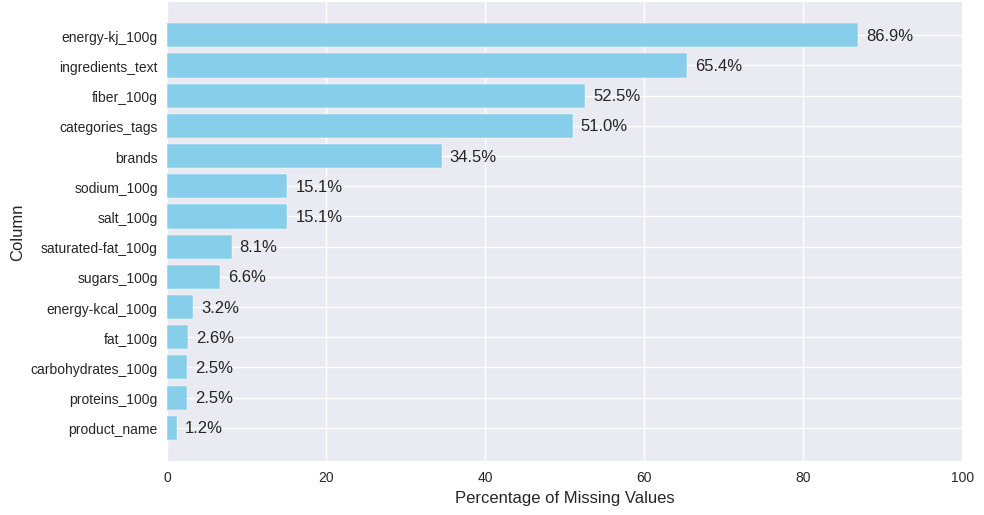 energy-kj_100g 86.9%
ingredients_text 65.4%
fiber_100g 52.5%
categories_tags 51.0%
brands 34.5%
sodium_100g 15.1%
salt_100g 15.1%
saturated-fat_100g 8.1%
sugars_100g 6.6%
energy-kcal_100g 3.2%
fat_100g 2.6%
carbohydrates_100g 2.5%
proteins_100g 2.5%
product_name 1.2%
Column
0 20 40 60 80 100
Percentage of Missing Values